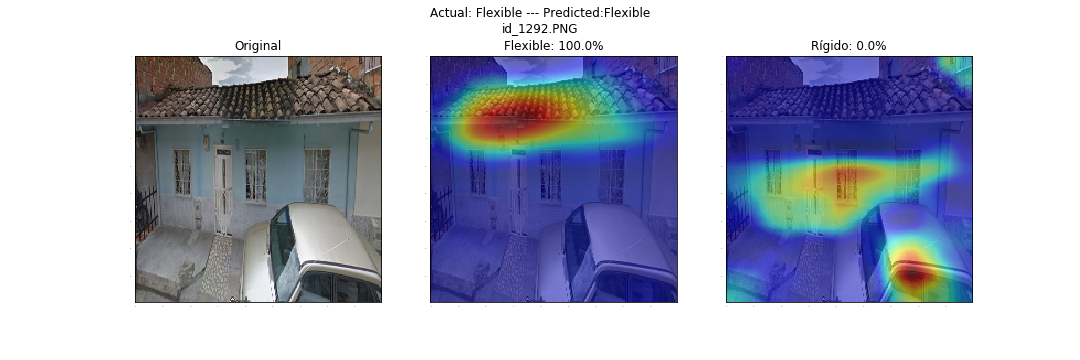 Actual: Flexible --- Predicted:Flexible
id_1292.PNG
Original
Flexible: 100.0%
Rígido: 0.0%